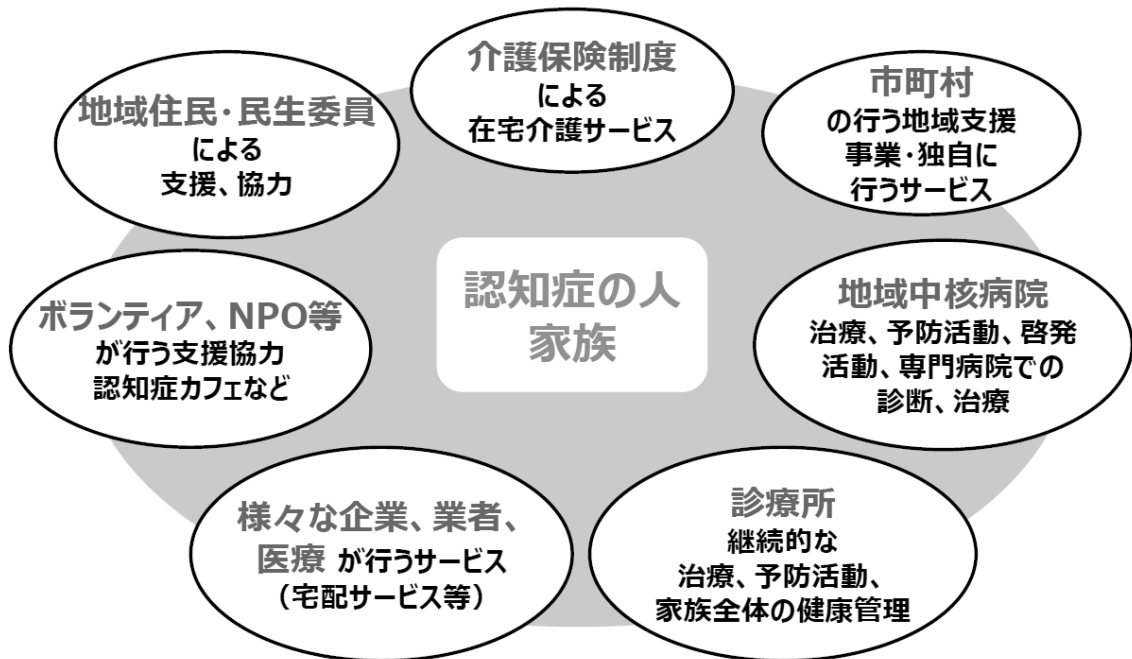 介護保険制度
による
在宅介護サービス
市町村
の行う地域支援
事業・独自に
行うサービス
地域中核病院
治療、予防活動、啓発
活動、専門病院での
診断、治療
診療所
継続的な
治療、予防活動、
家族全体の健康管理
様々な企業、業者、
医療 が行うサービス
（宅配サービス等）
ボランティア、NPO等
が行う支援協力
認知症カフェなど
地域住民・民生委員
による
支援、協力
認知症の人
家族